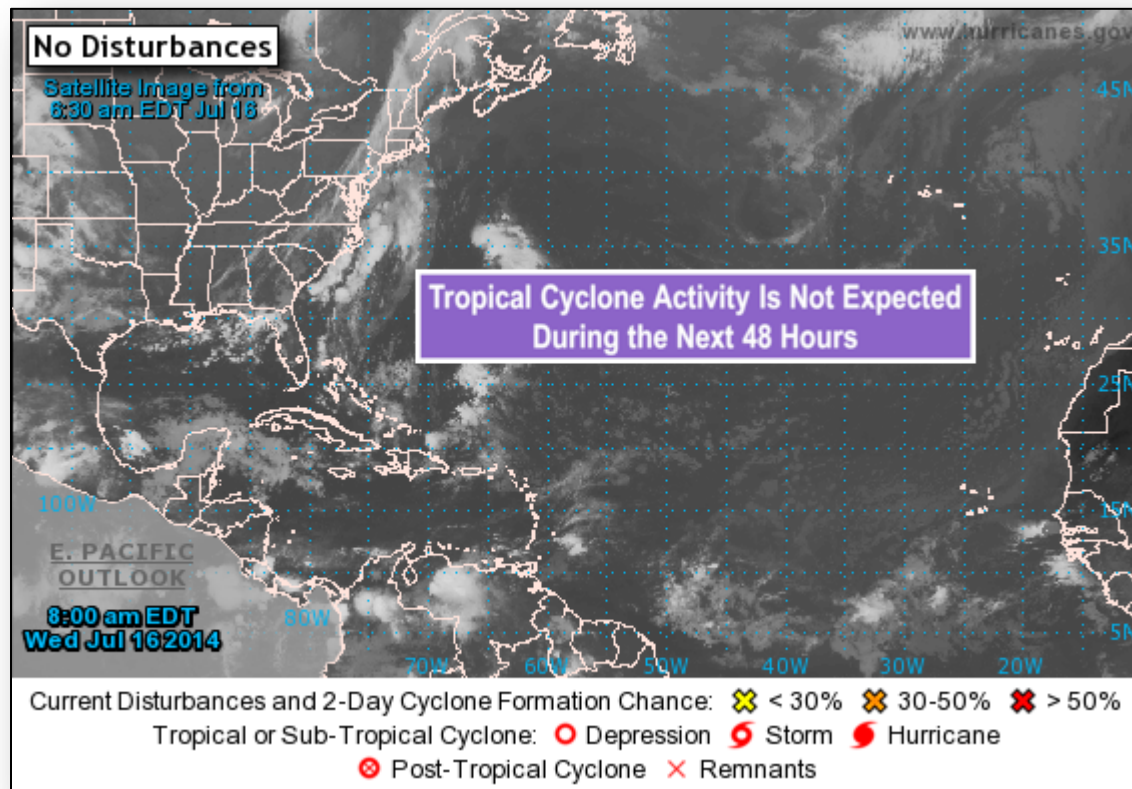 No Disturbances
www.hurricanes.gov
Satellite Image from
8:30 am EDT Jul 16
45N
35N
Tropical Cyclone Activity Is Not Expected
During the Next 48 Hours
25N
100W
15N
E. PACIFIC
OUTLOOK
8:00 am EDT
Wed Jul 16 2014
80W
5N
70W 60W 50W 40W 30W 20W
Current Disturbances and 2-Day Cyclone Formation Chance: < 30% 30-50% > 50%
Tropical or Sub-Tropical Cyclone: Depression Storm Hurricane
Post-Tropical Cyclone Remnants